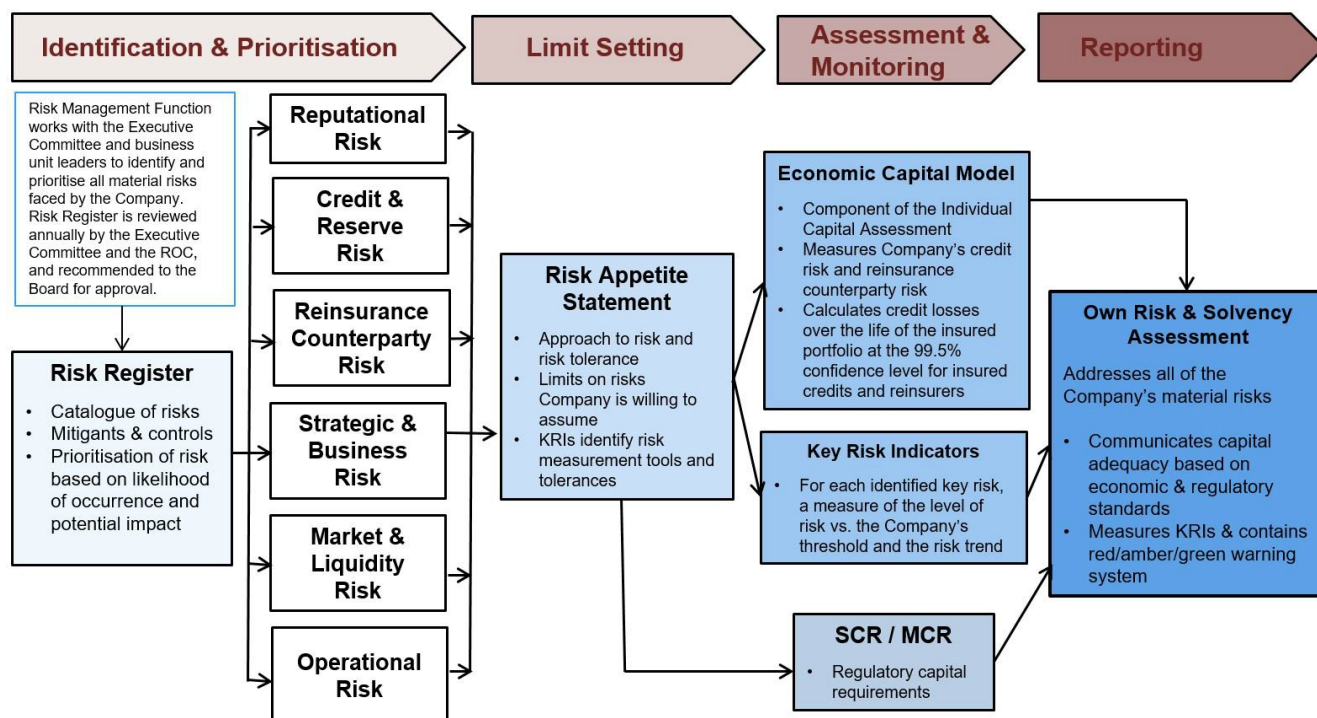 Identification & Prioritisation
Limit Setting
Assessment &
Monitoring
Reporting
Risk Management Function
works with the Executive
Committee and business
unit leaders to identify and
prioritise all material risks
faced by the Company.
Risk Register is reviewed
annually by the Executive
Committee and the ROC,
and recommended to the
Board for approval.
Risk Register
• Catalogue of risks
• Mitigants & controls
• Prioritisation of risk
based on likelihood
of occurrence and
potential impact
Reputational
Risk
Credit &
Reserve
Risk
Reinsurance
Counterparty
Risk
Strategic &
Business
Risk
Market &
Liquidity
Risk
Operational
Risk
Risk Appetite
Statement
• Approach to risk and
risk tolerance
• Limits on risks
Company is willing to
assume
• KRIs identify risk
measurement tools and
tolerances
Economic Capital Model
• Component of the Individual
Capital Assessment
• Measures Company's credit
risk and reinsurance
counterparty risk
• Calculates credit losses
over the life of the insured
portfolio at the 99.5%
confidence level for insured
credits and reinsurers
Key Risk Indicators
• For each identified key risk,
a measure of the level of
risk vs. the Company's
threshold and the risk trend
SCR / MCR
• Regulatory capital
requirements
Own Risk & Solvency
Assessment
Addresses all of the
Company's material risks
• Communicates capital
adequacy based on
economic & regulatory
standards
• Measures KRIs & contains
red/amber/green warning
system